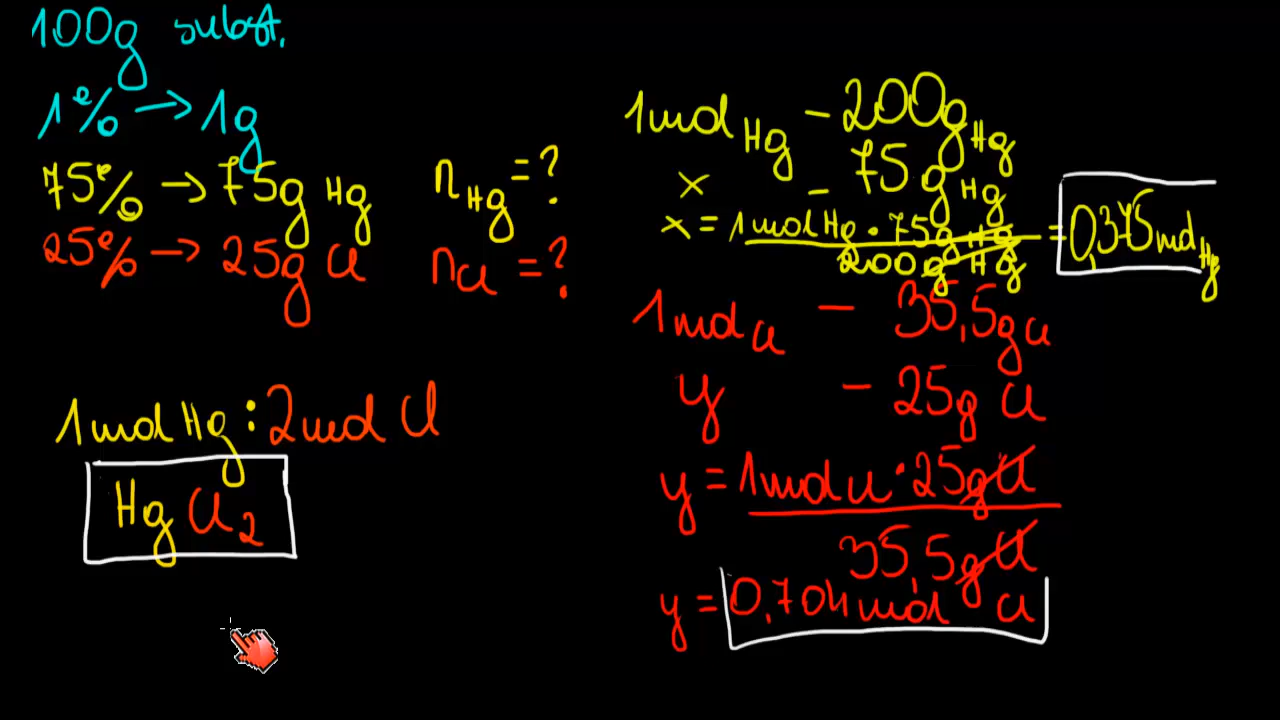 100g subst.
1% → 1g
75% → 75g Hg
25% → 25g Cl
nHg = ?
nCl = ?
1mol Hg : 2mol Cl
HgCl2
1mol Hg - 200g Hg
x - 75g Hg
x = 1mol Hg · 75g Hg / 200g Hg = 0,375mol Hg
1mol Cl - 35,5g Cl
y - 25g Cl
y = 1mol Cl · 25g Cl
35,5g Cl
y = 0,704 mol Cl